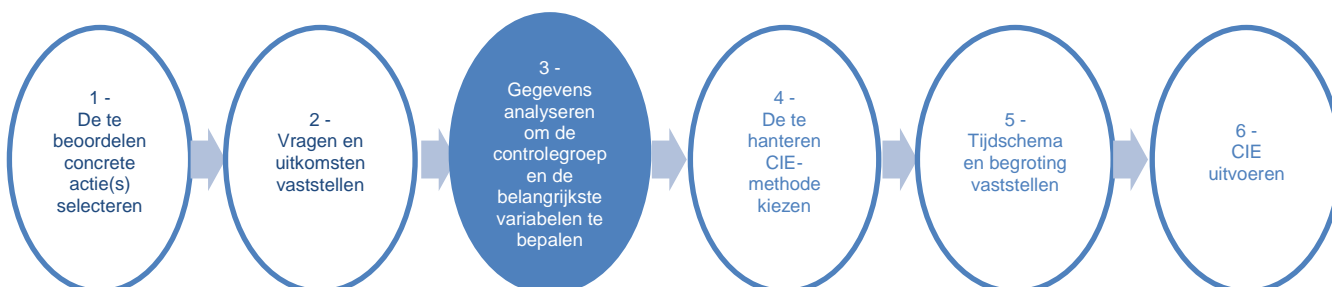 1 -
De te
beoordelen
concrete
actie(s)
selecteren
2 -
Vragen en
uitkomsten
vaststellen
3 -
Gegevens
analyseren
om de
controlegroep
en de
belangrijkste
variabelen te
bepalen
4 -
De te
hanteren
CIE-
methode
kiezen
5 -
Tijdschema
en begroting
vaststellen
6 -
CIE
uitvoeren